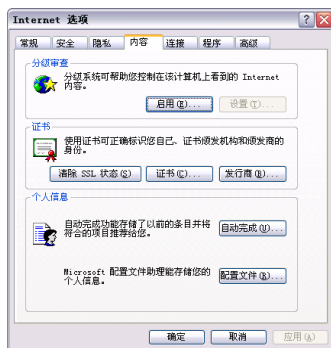 Internet 选项
常规 安全 隐私 内容 连接 程序 高级
分级审查
分级系统可帮助您控制在该计算机上看到的 Internet
内容。
启用(E)... 设置(T)...
证书
使用证书可正确标识您自己、证书颁发机构和颁发商的
身份。
清除 SSL 状态(S) 证书(C)... 发行商(B)...
个人信息
自动完成功能存储了以前的条目并将
符合的项目推荐给您。
自动完成(U)...
Microsoft 配置文件助理能存储您的
个人信息。
配置文件(R)...
确定 取消 应用(A)